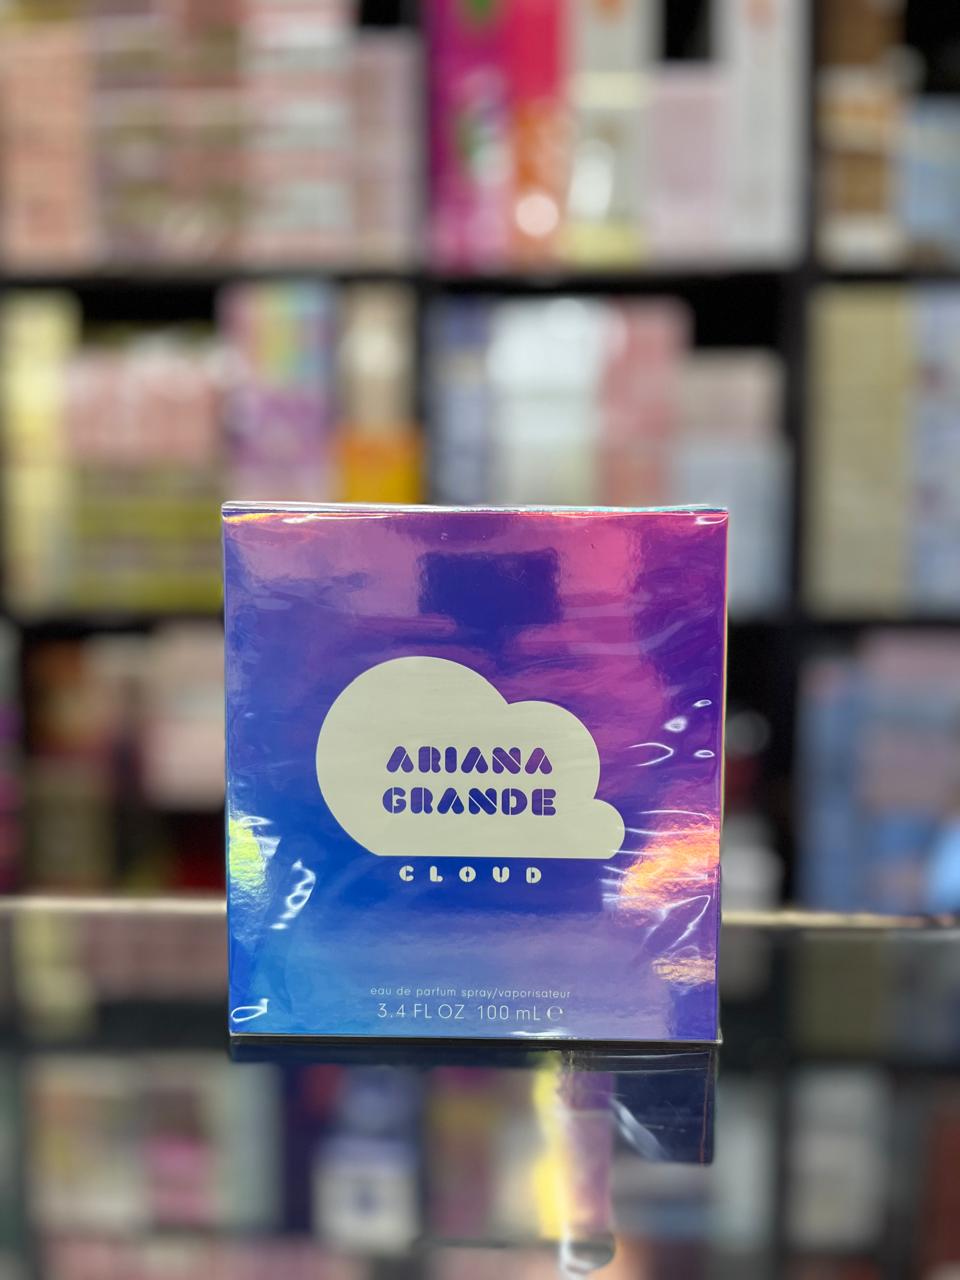 ARIANA
GRANDE
CLOUD
eau de parfum spray/vaporisateur
3.4 FL OZ 100 mL ℮